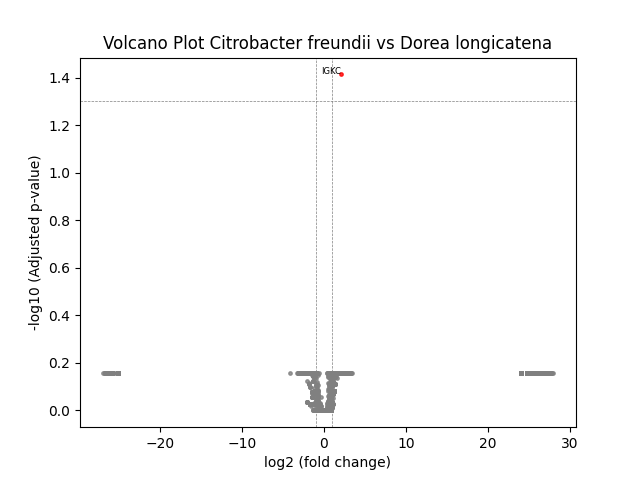 Volcano Plot Citrobacter freundii vs Dorea longicatena
IGKC
1.4
1.2
1.0
0.8
0.6
0.4
0.2
0.0
-log10 (Adjusted p-value)
−20 −10 0 10 20 30
log2 (fold change)